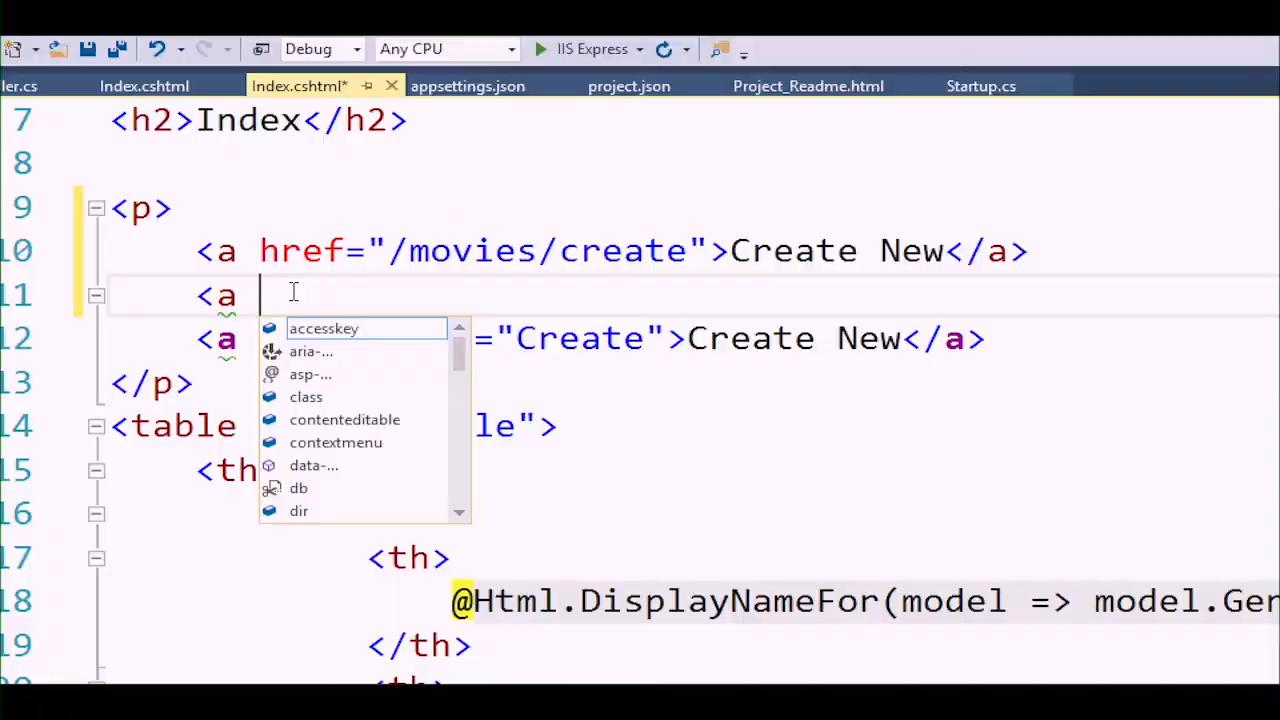 Debug Any CPU IIS Express
ler.cs Index.cshtml Index.cshtml* appsettings.json project.json Project_Readme.html Startup.cs
7 <h2>Index</h2>
8
9 <p>
10 <a href="/movies/create">Create New</a>
11 <a
accesskey
12 <a ="Create">Create New</a>
aria-...
asp-...
13 </p>
class
contenteditable
14 <table le">
contextmenu
15 <th
data-...
db
16
dir
17 <th>
18 @Html.DisplayNameFor(model => model.Gen
19 </th>
<th>